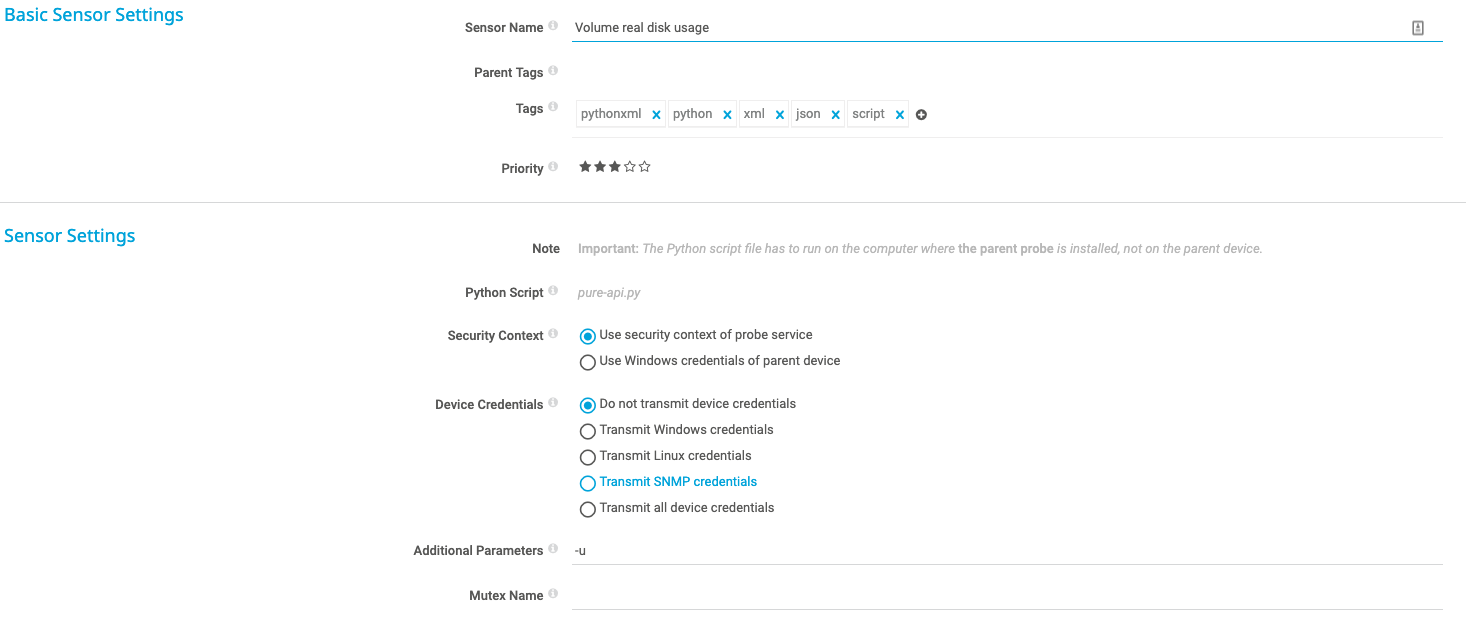 Basic Sensor Settings
Sensor Name Volume real disk usage
Parent Tags
Tags pythonxml python xml json script
Priority
Sensor Settings
Note Important: The Python script file has to run on the computer where the parent probe is installed, not on the parent device.
Python Script pure-api.py
Security Context Use security context of probe service
Use Windows credentials of parent device
Device Credentials Do not transmit device credentials
Transmit Windows credentials
Transmit Linux credentials
Transmit SNMP credentials
Transmit all device credentials
Additional Parameters -u
Mutex Name